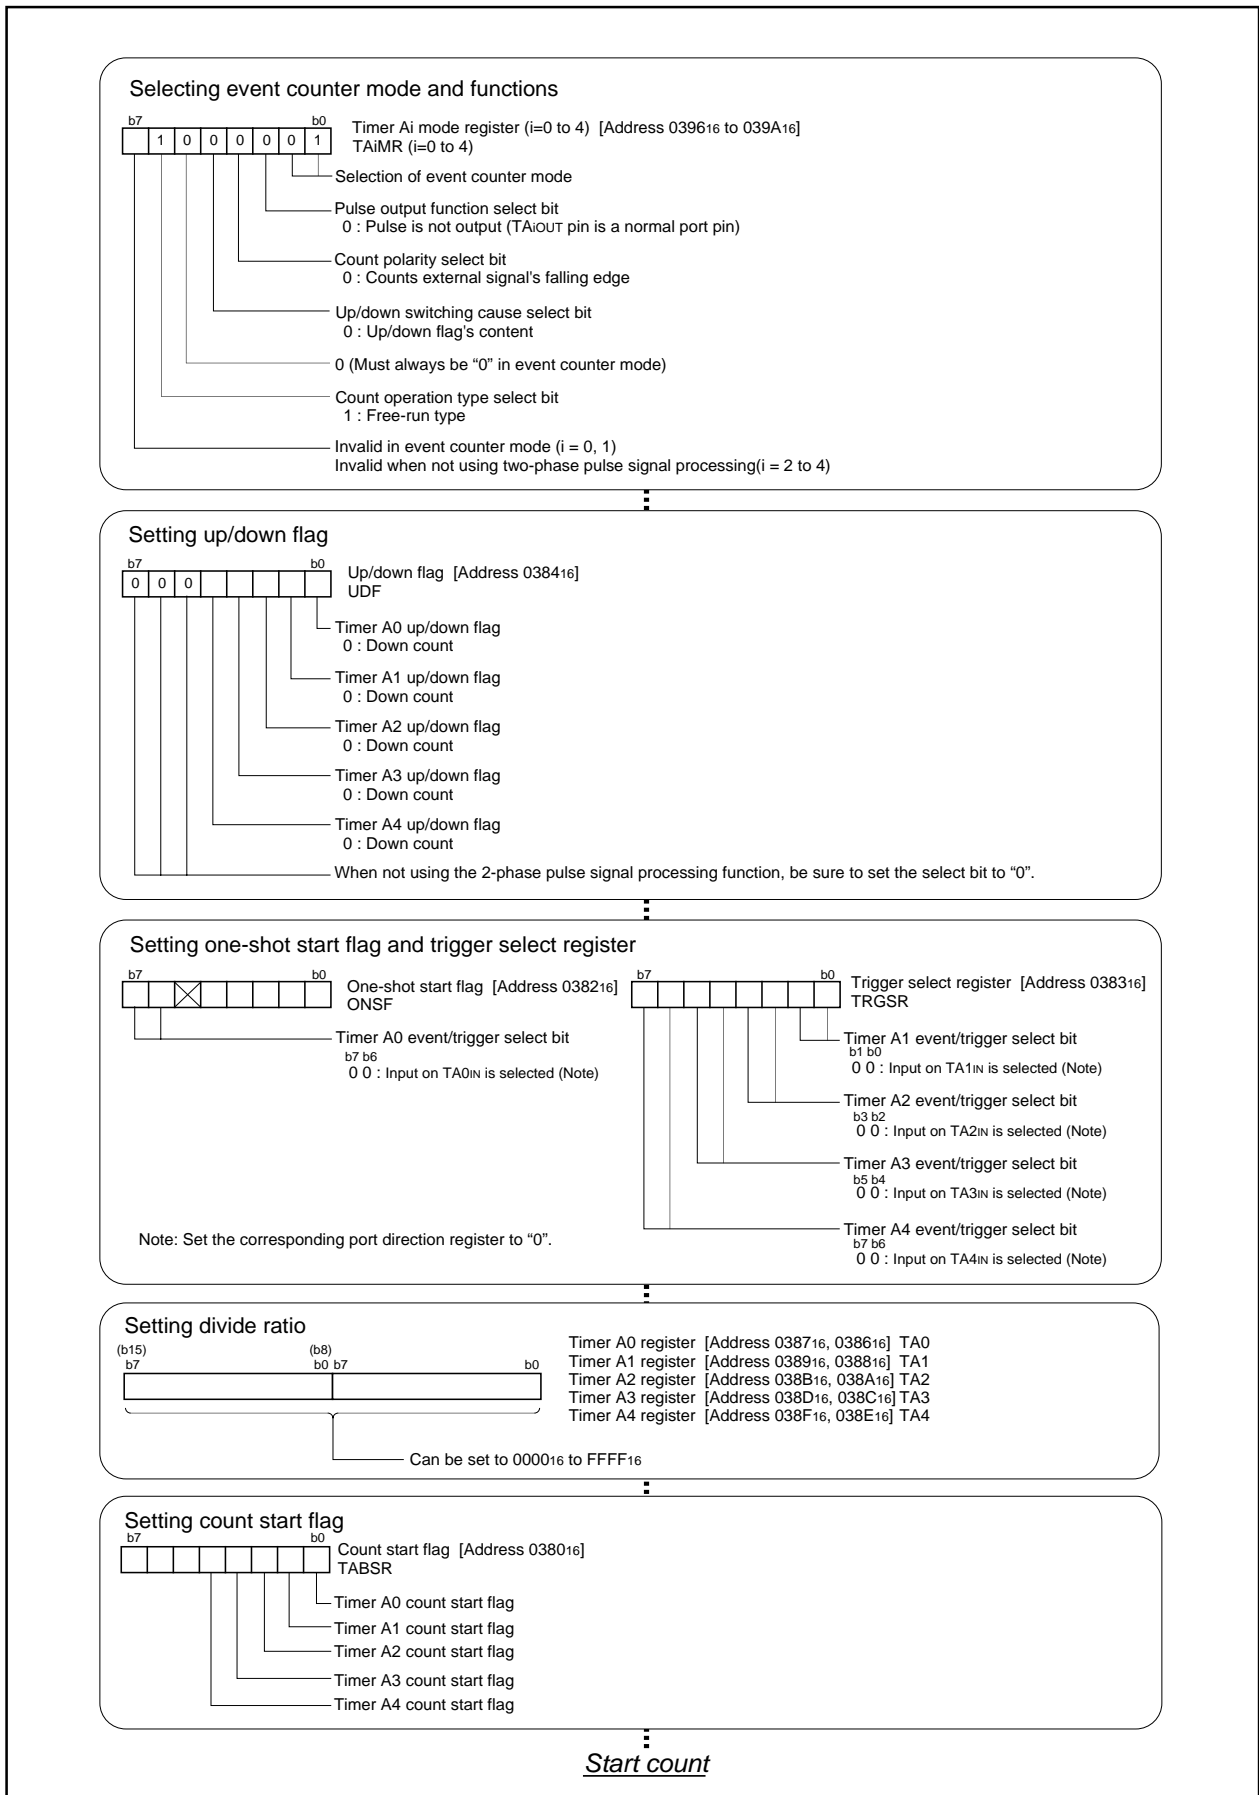 Selecting event counter mode and functions
b7 b0
1 0 0 0 0 0 1
Timer Ai mode register (i=0 to 4) [Address 039616 to 039A16]
TAiMR (i=0 to 4)
Selection of event counter mode
Pulse output function select bit
0 : Pulse is not output (TAiOUT pin is a normal port pin)
Count polarity select bit
0 : Counts external signal's falling edge
Up/down switching cause select bit
0 : Up/down flag's content
0 (Must always be “0” in event counter mode)
Count operation type select bit
1 : Free-run type
Invalid in event counter mode (i = 0, 1)
Invalid when not using two-phase pulse signal processing(i = 2 to 4)
Setting up/down flag
b7 b0
0 0 0
Up/down flag [Address 038416]
UDF
Timer A0 up/down flag
0 : Down count
Timer A1 up/down flag
0 : Down count
Timer A2 up/down flag
0 : Down count
Timer A3 up/down flag
0 : Down count
Timer A4 up/down flag
0 : Down count
When not using the 2-phase pulse signal processing function, be sure to set the select bit to “0”.
Setting one-shot start flag and trigger select register
b7 b0
One-shot start flag [Address 038216]
ONSF
Timer A0 event/trigger select bit
b7 b6
0 0 : Input on TA0IN is selected (Note)
b7 b0
Trigger select register [Address 038316]
TRGSR
Timer A1 event/trigger select bit
b1 b0
0 0 : Input on TA1IN is selected (Note)
Timer A2 event/trigger select bit
b3 b2
0 0 : Input on TA2IN is selected (Note)
Timer A3 event/trigger select bit
b5 b4
0 0 : Input on TA3IN is selected (Note)
Timer A4 event/trigger select bit
b7 b6
0 0 : Input on TA4IN is selected (Note)
Note: Set the corresponding port direction register to “0”.
Setting divide ratio
(b15) (b8)
b7 b0 b7 b0
Timer A0 register [Address 038716, 038616] TA0
Timer A1 register [Address 038916, 038816] TA1
Timer A2 register [Address 038B16, 038A16] TA2
Timer A3 register [Address 038D16, 038C16] TA3
Timer A4 register [Address 038F16, 038E16] TA4
Can be set to 000016 to FFFF16
Setting count start flag
b7 b0
Count start flag [Address 038016]
TABSR
Timer A0 count start flag
Timer A1 count start flag
Timer A2 count start flag
Timer A3 count start flag
Timer A4 count start flag
Start count